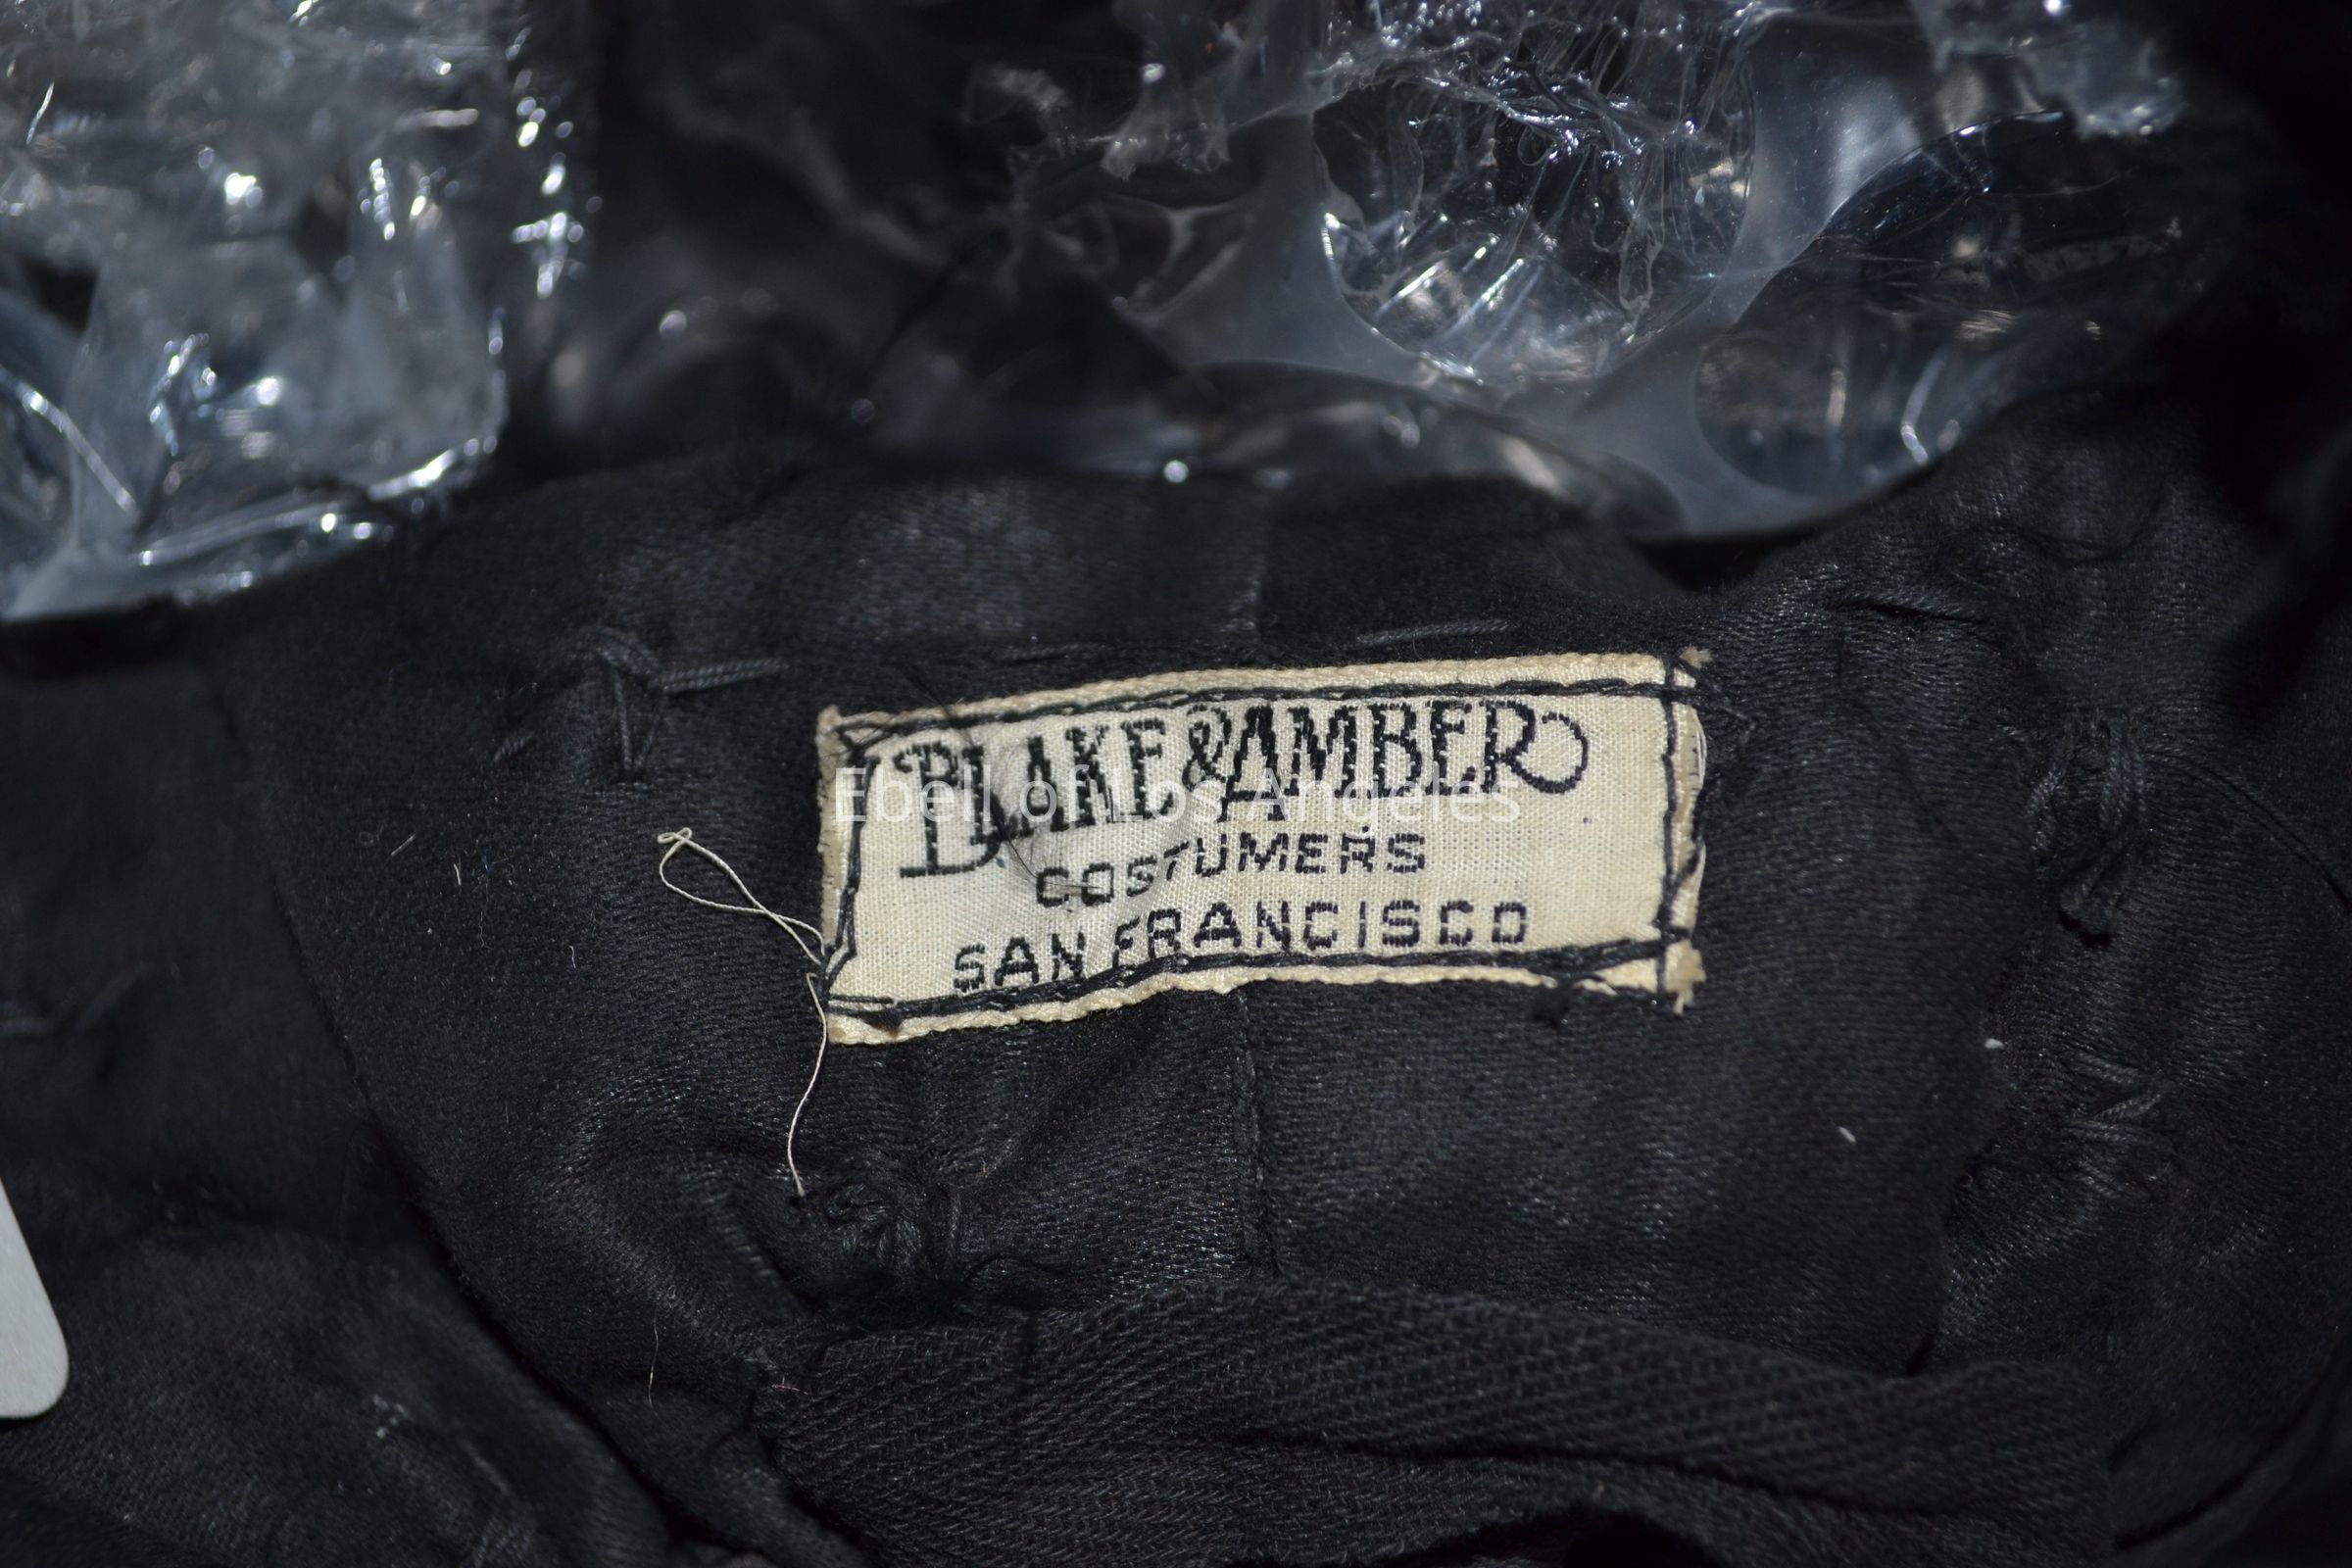 BLAKE & AMBER
Ebell of Los Angeles
COSTUMERS
SAN FRANCISCO